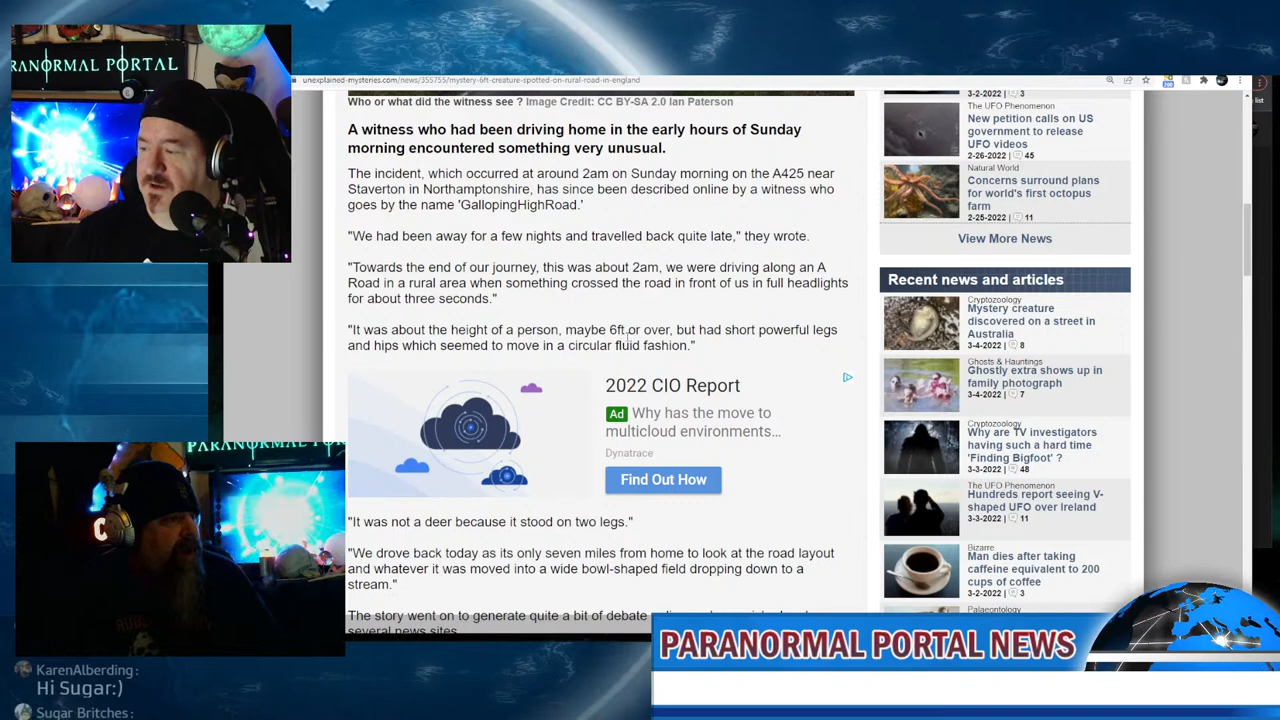 PARANORMAL PORTAL
unexplained-mysteries.com/news/355755/mystery-6ft-creature-spotted-on-rural-road-in-england
Who or what did the witness see ? Image Credit: CC BY-SA 2.0 Ian Paterson
A witness who had been driving home in the early hours of Sunday
morning encountered something very unusual.
The incident, which occurred at around 2am on Sunday morning on the A425 near
Staverton in Northamptonshire, has since been described online by a witness who
goes by the name 'GallopingHighRoad.'
"We had been away for a few nights and travelled back quite late," they wrote.
"Towards the end of our journey, this was about 2am, we were driving along an A
Road in a rural area when something crossed the road in front of us in full headlights
for about three seconds."
"It was about the height of a person, maybe 6ft or over, but had short powerful legs
and hips which seemed to move in a circular fluid fashion."
2022 CIO Report
Ad Why has the move to
multicloud environments...
Dynatrace
Find Out How
"It was not a deer because it stood on two legs."
"We drove back today as its only seven miles from home to look at the road layout
and whatever it was moved into a wide bowl-shaped field dropping down to a
stream."
The story went on to generate quite a bit of debate
several news sites
3-2-2022 | 3
The UFO Phenomenon
New petition calls on US
government to release
UFO videos
2-26-2022 | 45
Natural World
Concerns surround plans
for world's first octopus
farm
2-25-2022 | 11
View More News
Recent news and articles
Cryptozoology
Mystery creature
discovered on a street in
Australia
3-4-2022 | 8
Ghosts & Hauntings
Ghostly extra shows up in
family photograph
3-4-2022 | 7
Cryptozoology
Why are TV investigators
having such a hard time
'Finding Bigfoot' ?
3-3-2022 | 48
The UFO Phenomenon
Hundreds report seeing V-
shaped UFO over Ireland
3-3-2022 | 11
Bizarre
Man dies after taking
caffeine equivalent to 200
cups of coffee
3-2-2022 | 3
Palaeontology
list
PARANORMAL PO
PARANORMAL PORTAL NEWS
KarenAlberding :
Hi Sugar:)
Sugar Britches :